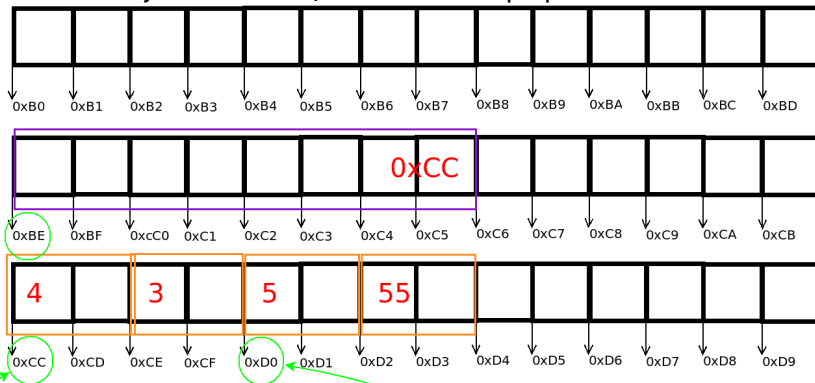 0xB0 0xB1 0xB2 0xB3 0xB4 0xB5 0xB6 0xB7 0xB8 0xB9 0xBA 0xBB 0xBC 0xBD
0xCC
0xBE 0xBF 0xcC0 0xC1 0xC2 0xC3 0xC4 0xC5 0xC6 0xC7 0xC8 0xC9 0xCA 0xCB
4 3 5 55
0xCC 0xCD 0xCE 0xCF 0xD0 0xD1 0xD2 0xD3 0xD4 0xD5 0xD6 0xD7 0xD8 0xD9